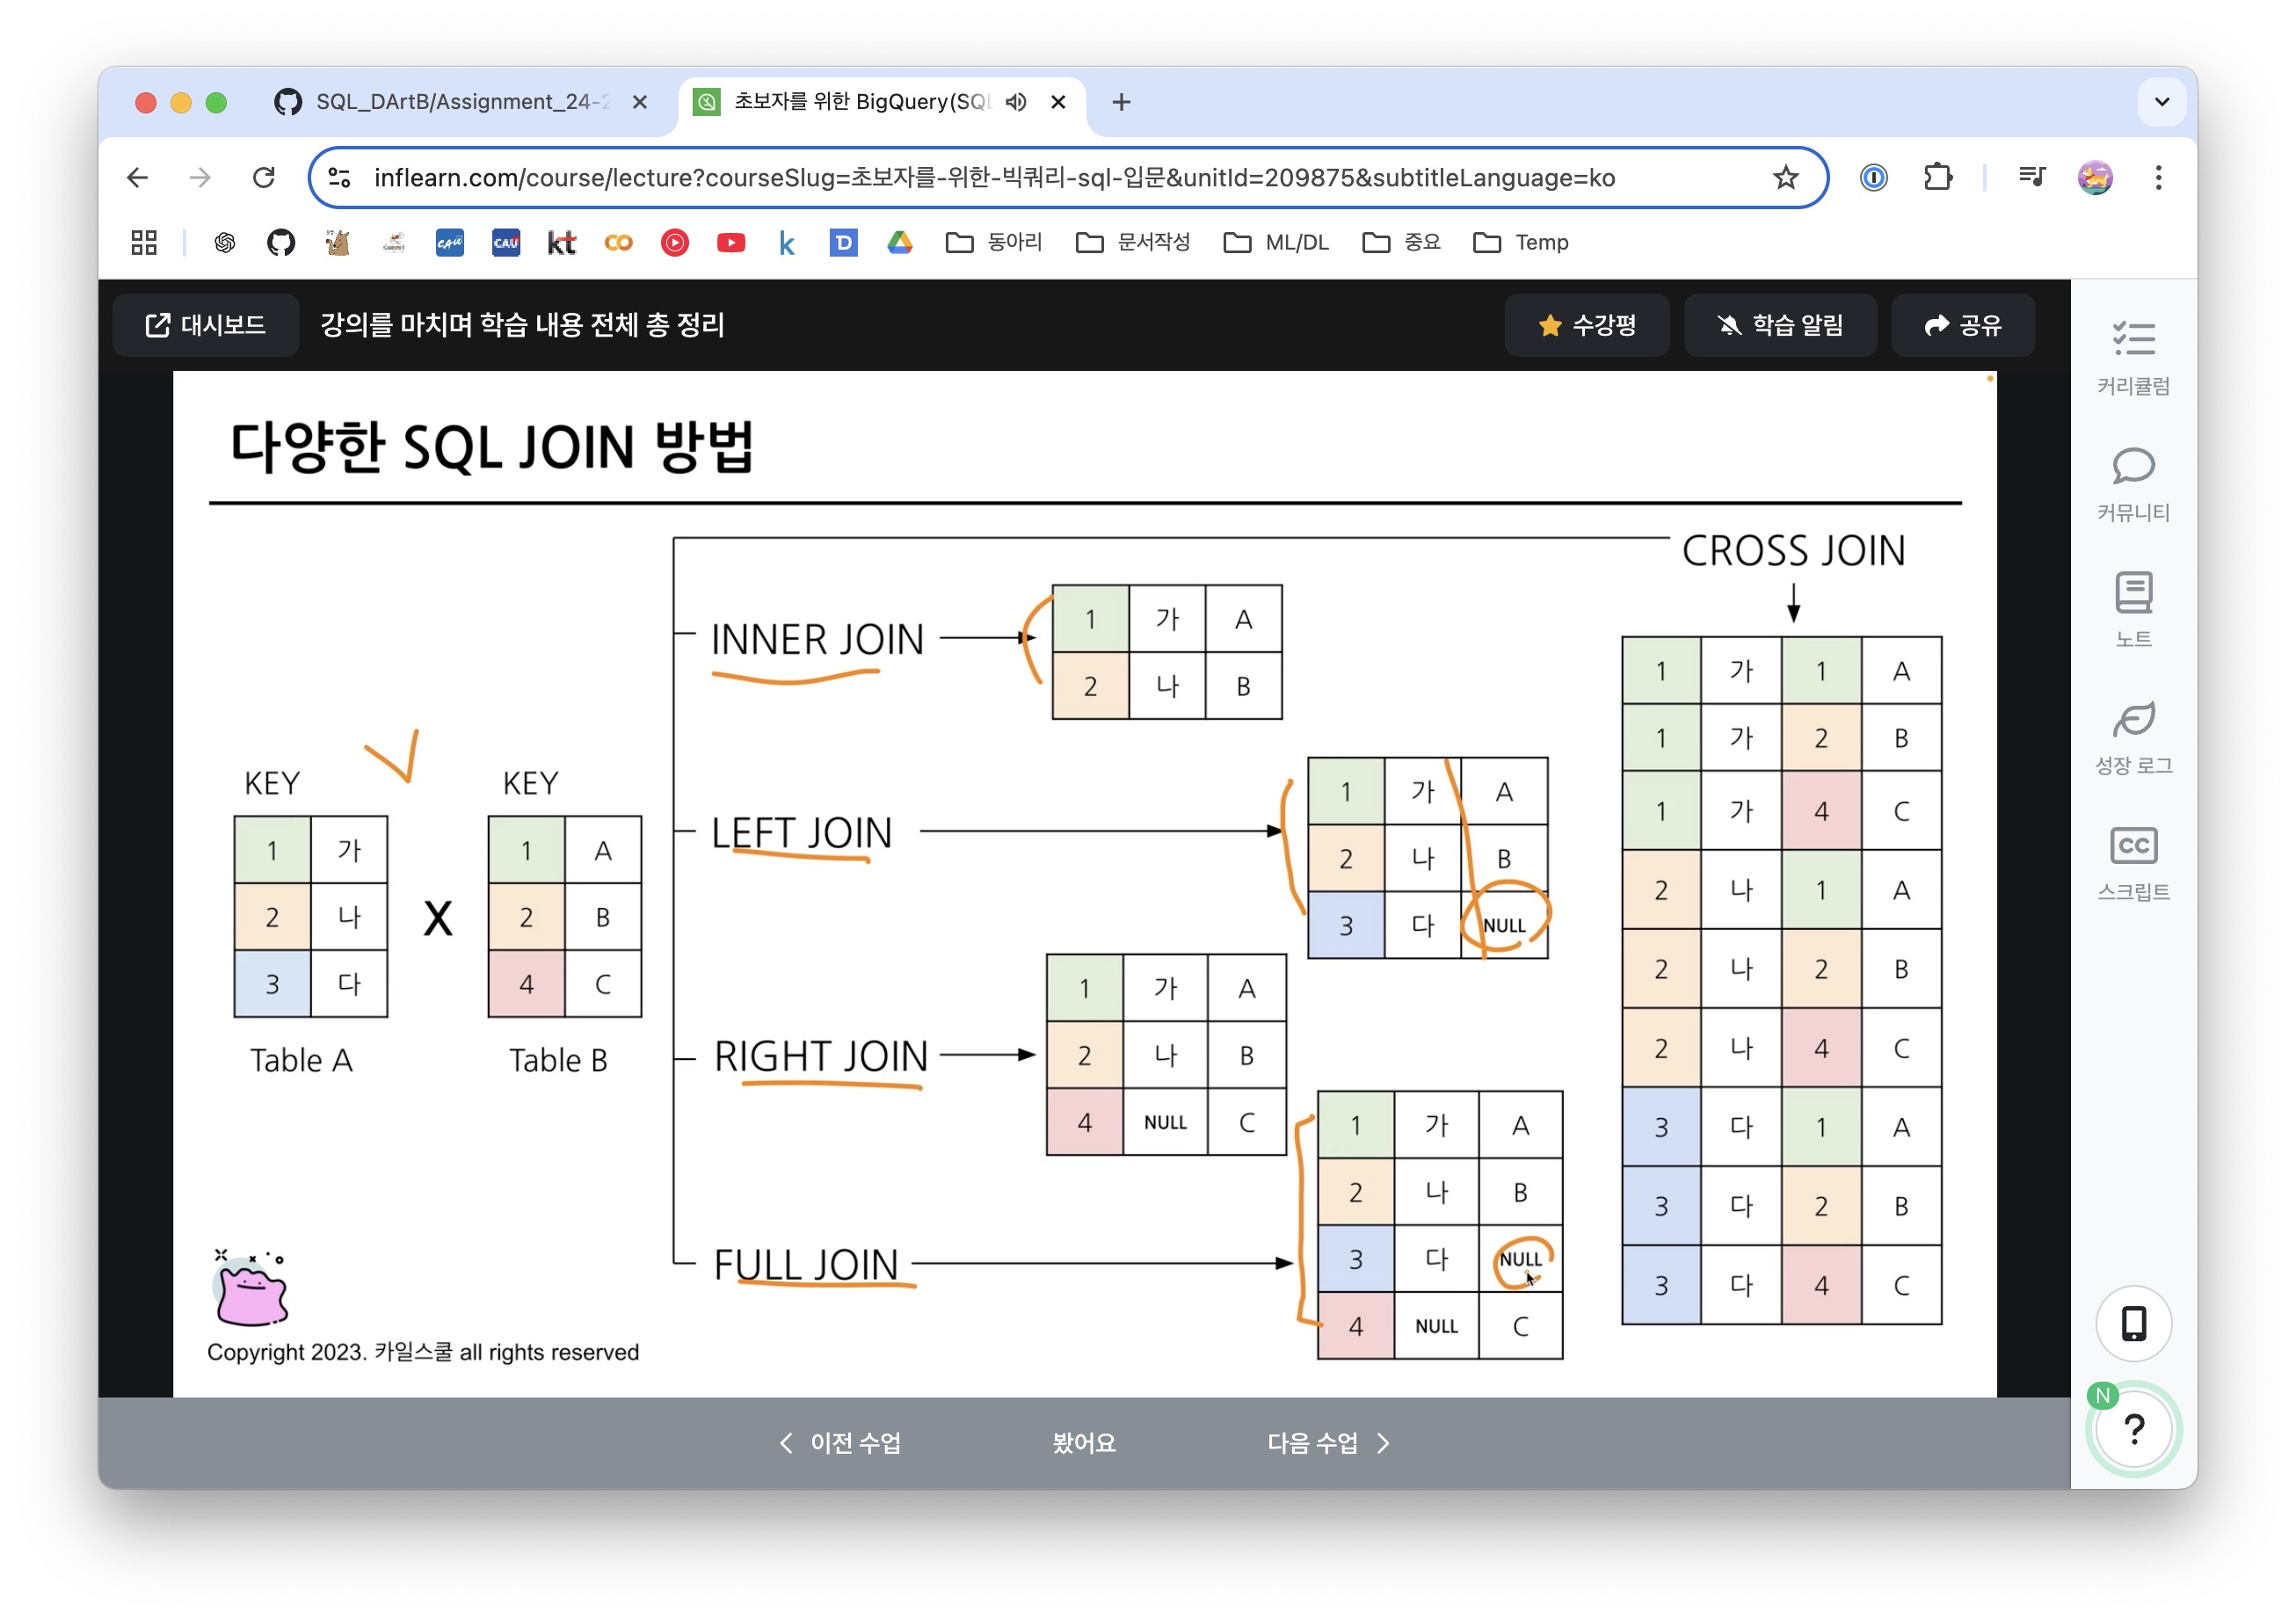 SQL_DArtB/Assignment_24-2
초보자를 위한 BigQuery(SQL
inflearn.com/course/lecture?courseSlug=초보자를-위한-빅쿼리-sql-입문&unitId=209875&subtitleLanguage=ko
CAU CAU kt CO k D 동아리 문서작성 ML/DL 중요 Temp
대시보드 강의를 마치며 학습 내용 전체 총 정리 수강평 학습 알림 공유
커리큘럼
커뮤니티
노트
성장 로그
CC
스크립트
다양한 SQL JOIN 방법
KEY KEY
1 가 1 A
2 나 X 2 B
3 다 4 C
Table A Table B
INNER JOIN
1 가 A
2 나 B
LEFT JOIN
1 가 A
2 나 B
3 다 NULL
RIGHT JOIN
1 가 A
2 나 B
4 NULL C
FULL JOIN
1 가 A
2 나 B
3 다 NULL
4 NULL C
CROSS JOIN
1 가 1 A
1 가 2 B
1 가 4 C
2 나 1 A
2 나 2 B
2 나 4 C
3 다 1 A
3 다 2 B
3 다 4 C
Copyright 2023. 카일스쿨 all rights reserved
이전 수업 봤어요 다음 수업
N
?